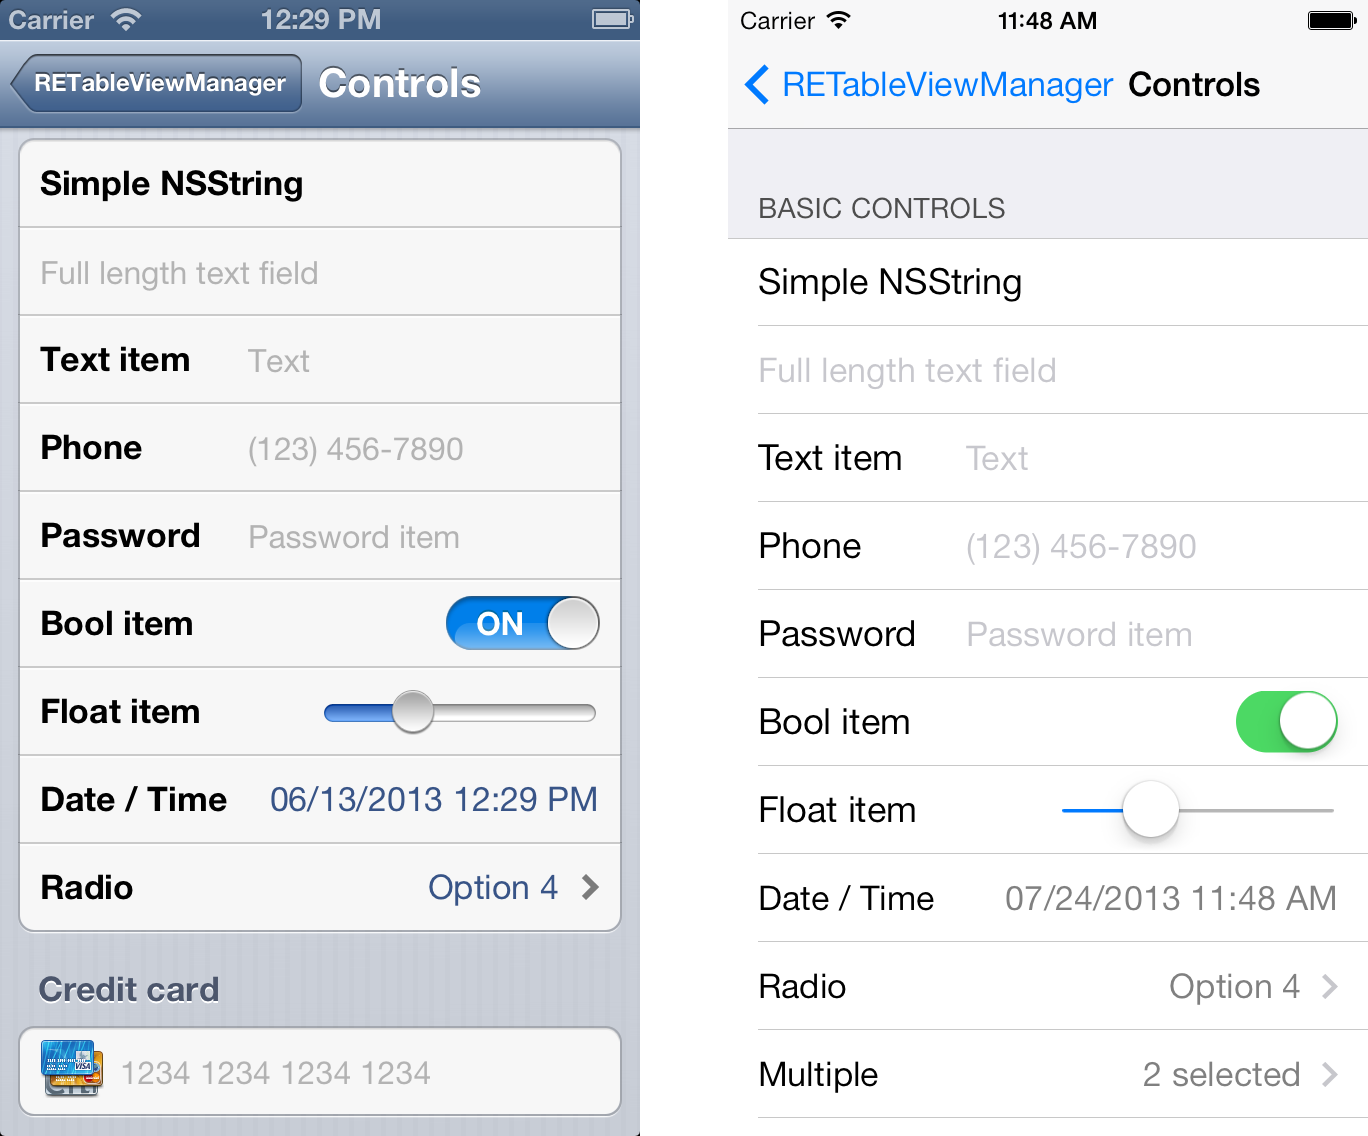 Carrier 12:29 PM
RETableViewManager Controls
Simple NSString
Full length text field
Text item Text
Phone (123) 456-7890
Password Password item
Bool item ON
Float item
Date / Time 06/13/2013 12:29 PM
Radio Option 4
Credit card
VISA
1234 1234 1234 1234
Carrier 11:48 AM
RETableViewManager Controls
BASIC CONTROLS
Simple NSString
Full length text field
Text item Text
Phone (123) 456-7890
Password Password item
Bool item
Float item
Date / Time 07/24/2013 11:48 AM
Radio Option 4
Multiple 2 selected